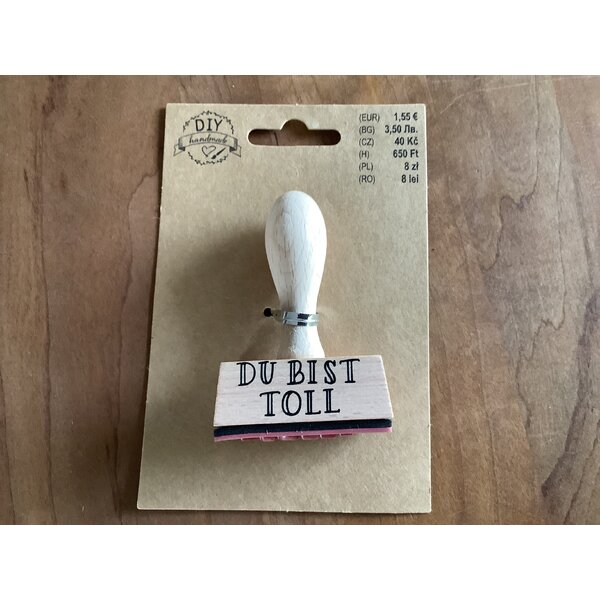 DIY
handmade
(EUR) 1,55 €
(BG) 3,50 Лв.
(CZ) 40 Kč
(H) 650 Ft
(PL) 8 zł
(RO) 8 lei
DU BIST
TOLL